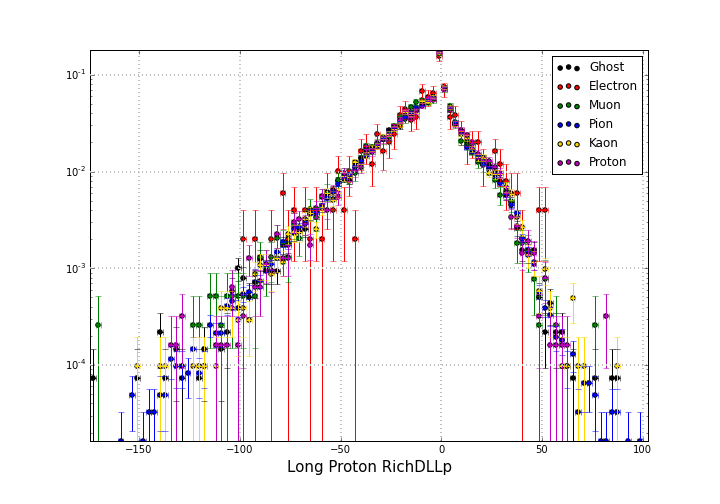 10⁻¹
10⁻²
10⁻³
10⁻⁴
Ghost
Electron
Muon
Pion
Kaon
Proton
−150 −100 −50 0 50 100
Long Proton RichDLLp